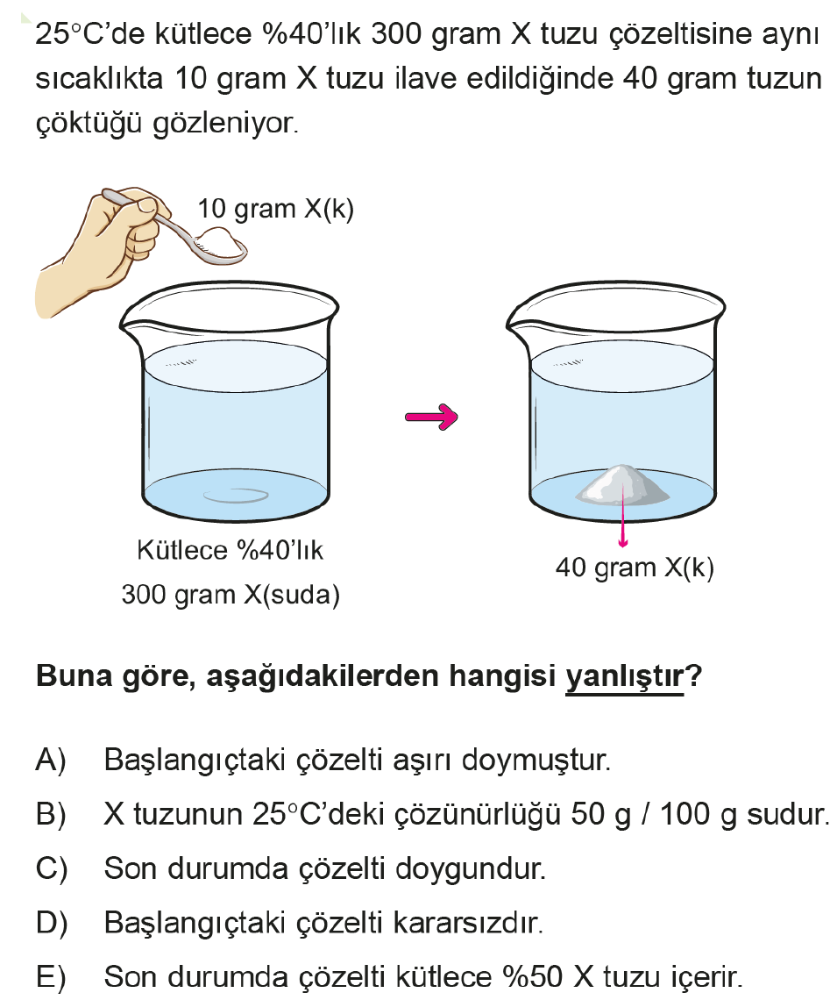 25°C’de kütlece %40’lık 300 gram X tuzu çözeltisine aynı
sıcaklıkta 10 gram X tuzu ilave edildiğinde 40 gram tuzun
çöktüğü gözleniyor.
10 gram X(k)
Kütlece %40’lık
300 gram X(suda)
40 gram X(k)
Buna göre, aşağıdakilerden hangisi yanlıştır?
A) Başlangıçtaki çözelti aşırı doymuştur.
B) X tuzunun 25°C’deki çözünürlüğü 50 g / 100 g sudur.
C) Son durumda çözelti doygundur.
D) Başlangıçtaki çözelti kararsızdır.
E) Son durumda çözelti kütlece %50 X tuzu içerir.